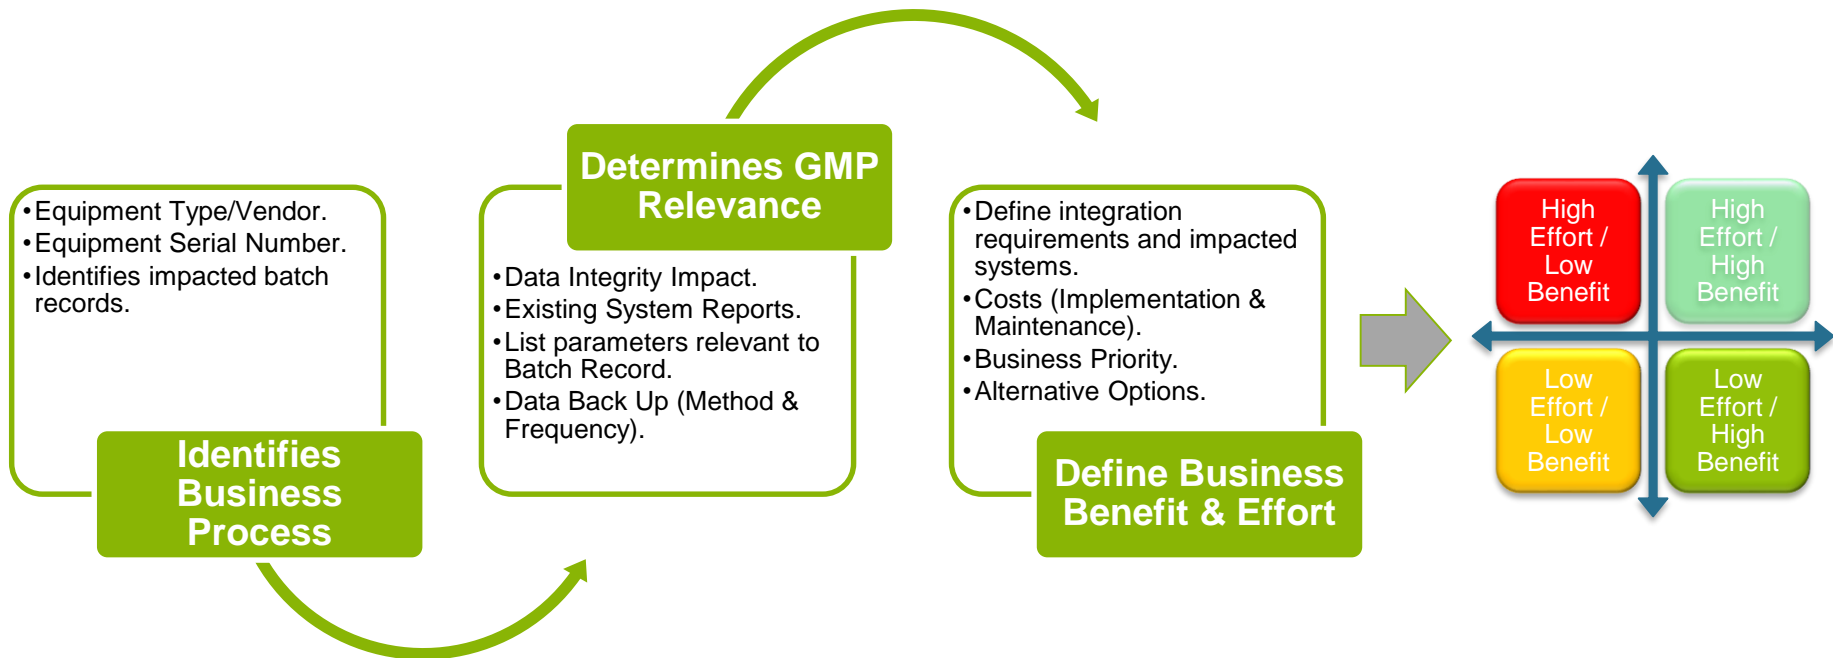 •Equipment Type/Vendor.
•Equipment Serial Number.
•Identifies impacted batch
records.
Identifies
Business
Process
Determines GMP
Relevance
•Data Integrity Impact.
•Existing System Reports.
•List parameters relevant to
Batch Record.
•Data Back Up (Method &
Frequency).
•Define integration
requirements and impacted
systems.
•Costs (Implementation &
Maintenance).
•Business Priority.
•Alternative Options.
Define Business
Benefit & Effort
High
Effort /
Low
Benefit
High
Effort /
High
Benefit
Low
Effort /
Low
Benefit
Low
Effort /
High
Benefit